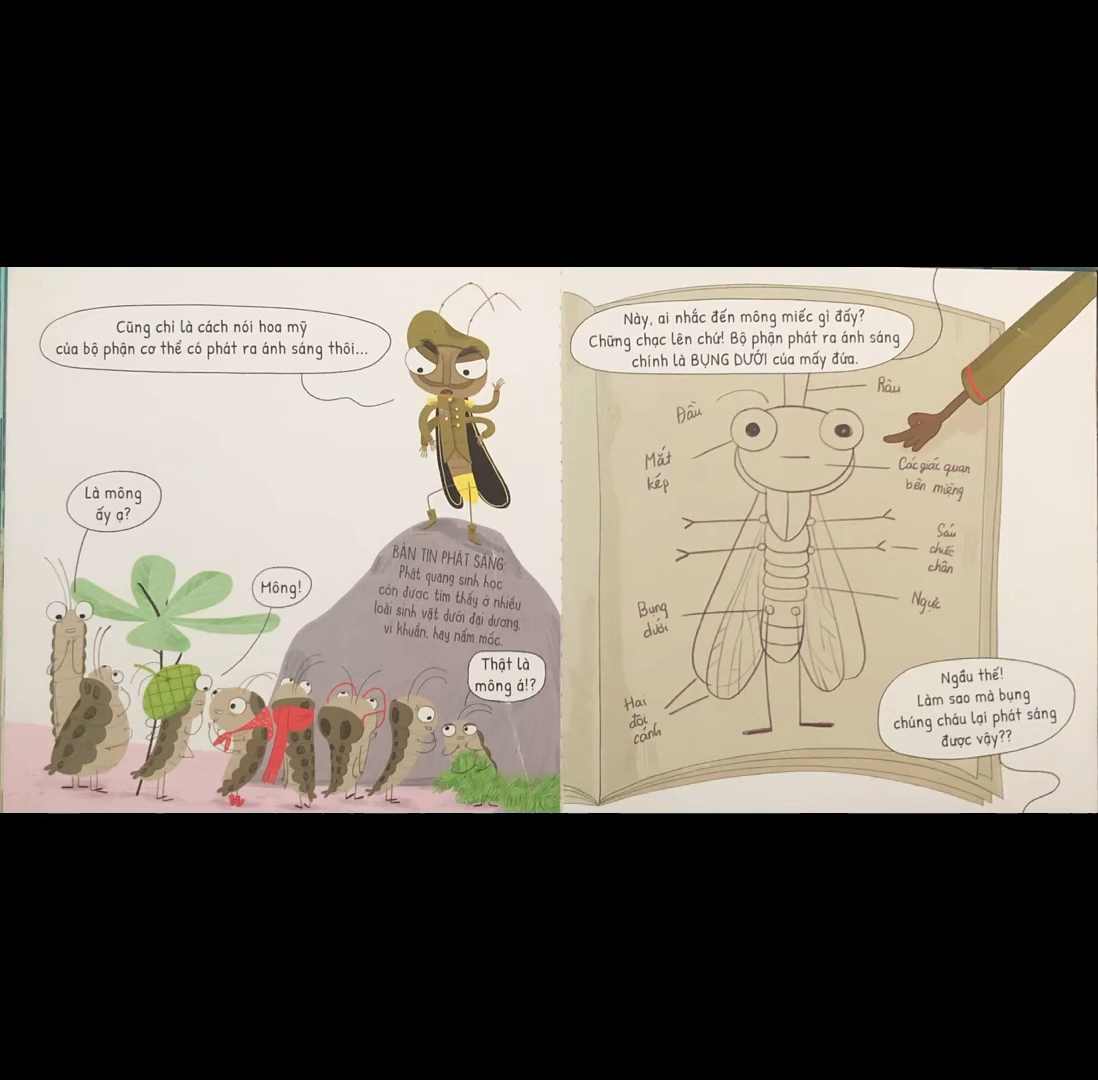 Cũng chỉ là cách nói hoa mỹ
của bộ phận cơ thể có phát ra ánh sáng thôi...
Là mông
ấy ạ?
Mông!
BẢN TIN PHÁT SÁNG:
Phát quang sinh học
còn được tìm thấy ở nhiều
loài sinh vật dưới đại dương,
vi khuẩn, hay nấm mốc.
Thật là
mông á!?
Này, ai nhắc đến mông miếc gì đấy?
Chững chạc lên chứ! Bộ phận phát ra ánh sáng
chính là BỤNG DƯỚI của mấy đứa.
Râu
Đầu
Mắt
kép
Các giác quan
bên miệng
Sáu
chiếc
chân
Ngực
Bụng
dưới
Hai
đôi
cánh
Ngầu thế!
Làm sao mà bụng
chúng cháu lại phát sáng
được vậy??